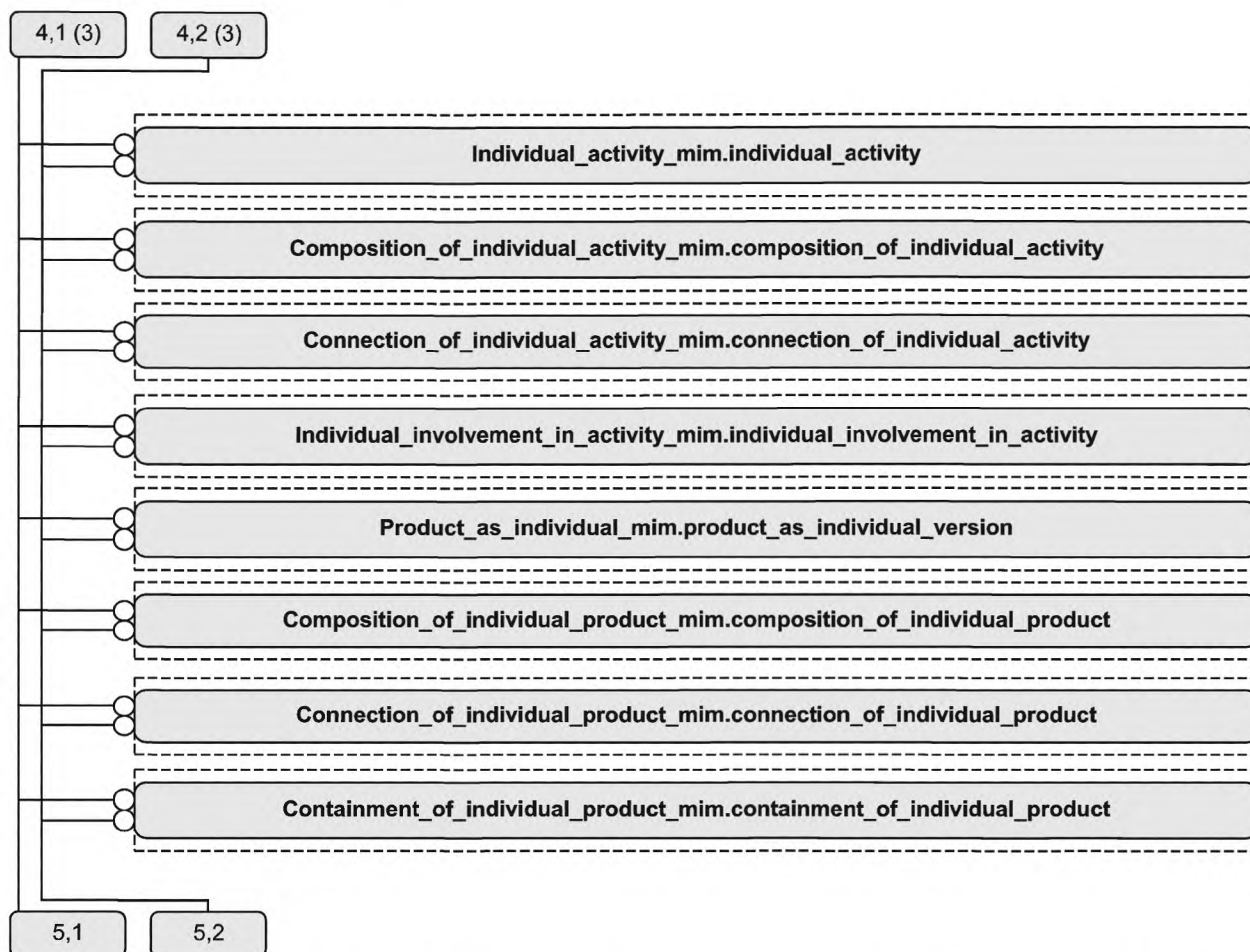 4,1 (3) 4,2 (3)
Individual_activity_mim.individual_activity
Composition_of_individual_activity_mim.composition_of_individual_activity
Connection_of_individual_activity_mim.connection_of_individual_activity
Individual_involvement_in_activity_mim.individual_involvement_in_activity
Product_as_individual_mim.product_as_individual_version
Composition_of_individual_product_mim.composition_of_individual_product
Connection_of_individual_product_mim.connection_of_individual_product
Containment_of_individual_product_mim.containment_of_individual_product
5,1 5,2